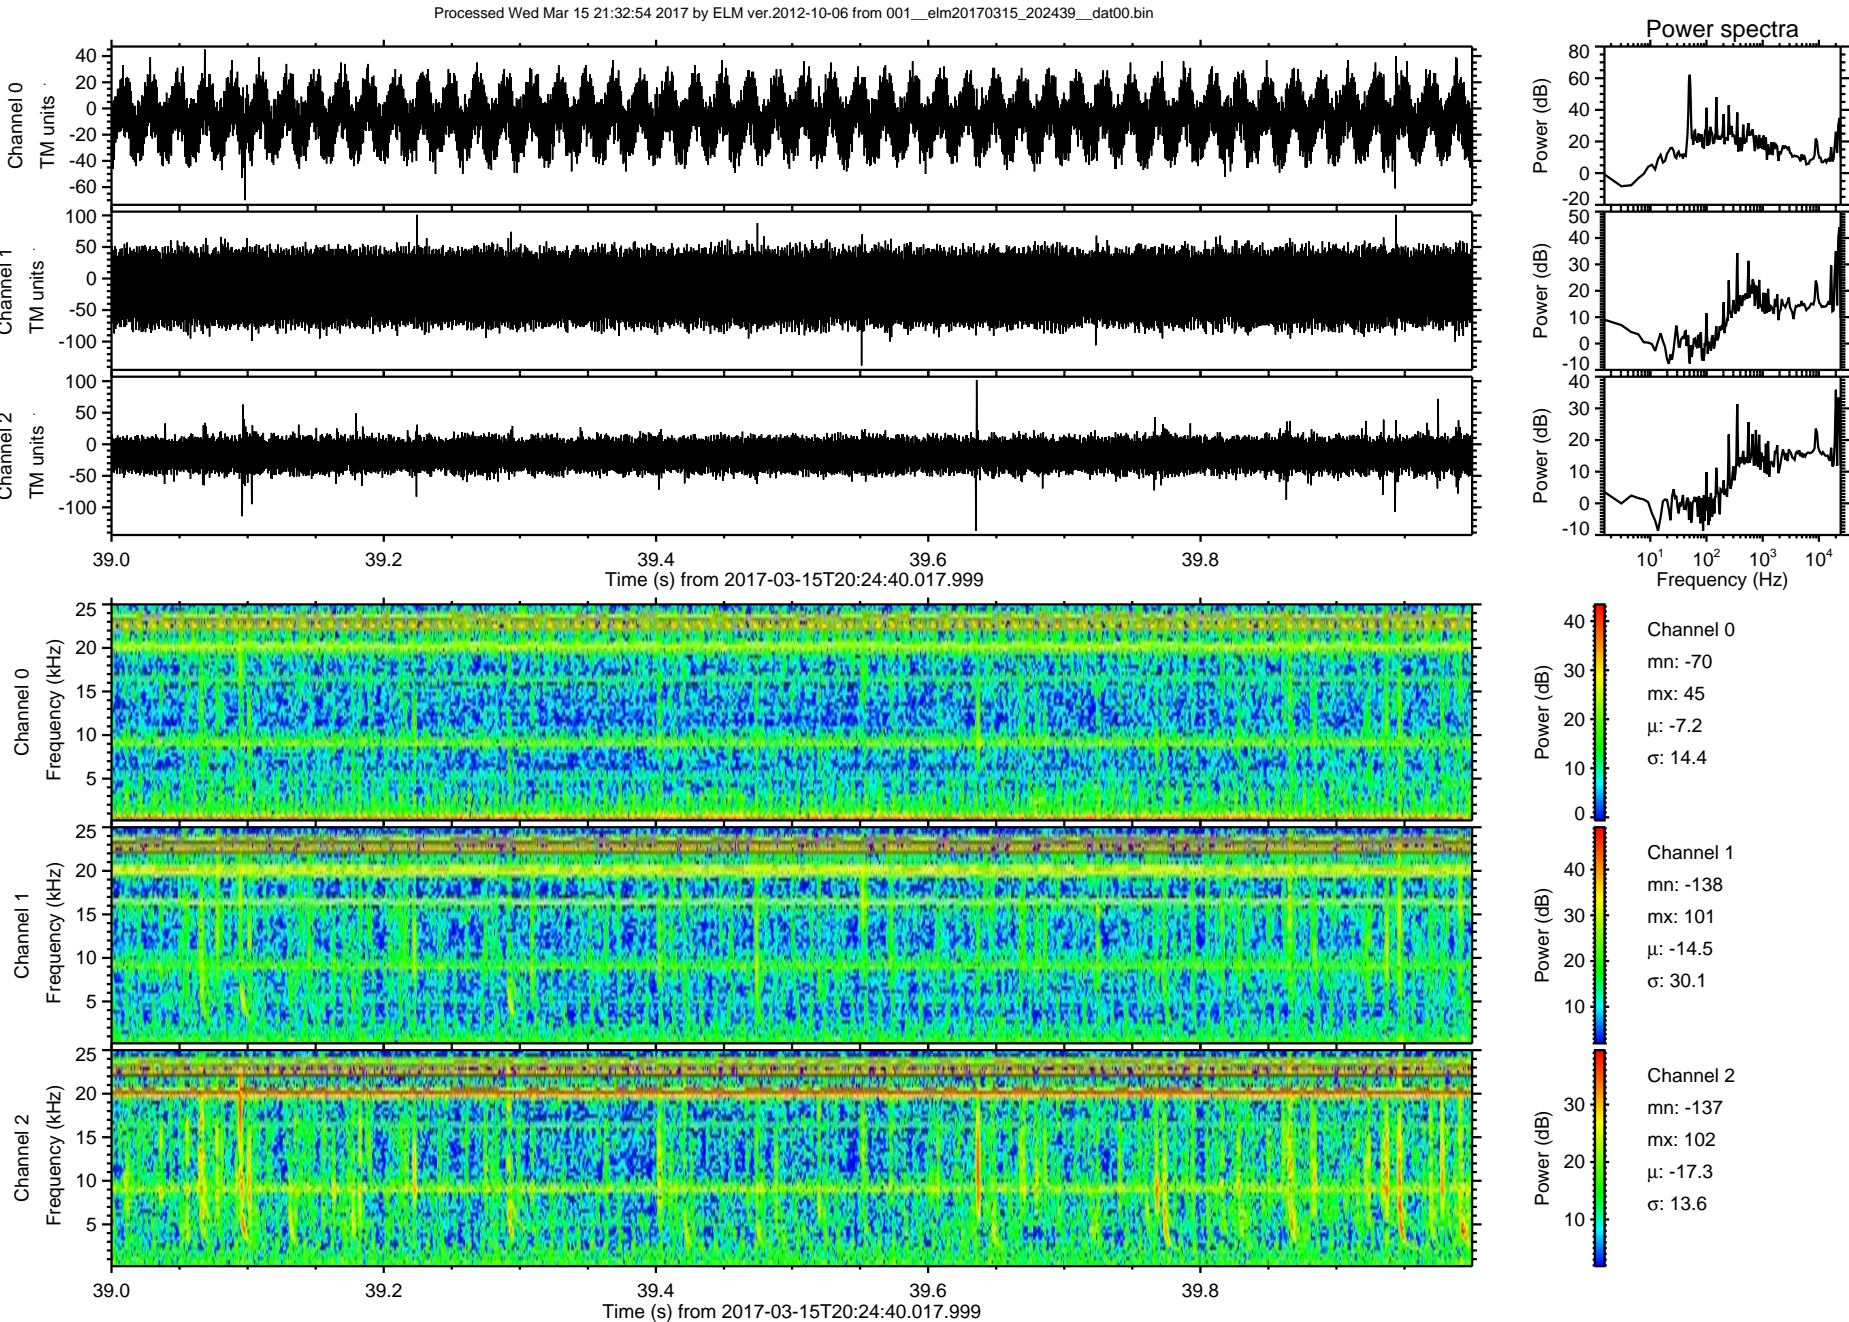 Processed Wed Mar 15 21:32:54 2017 by ELM ver.2012-10-06 from 001__elm20170315_202439__dat00.bin
Power spectra
Channel 0
TM units
40
20
0
-20
-40
-60
Power (dB)
80
60
40
20
0
-20
Channel 1
TM units
100
50
0
-50
-100
Power (dB)
50
40
30
20
10
0
-10
Channel 2
TM units
100
50
0
-50
-100
Power (dB)
40
30
20
10
0
-10
39.0 39.2 39.4 39.6 39.8
Time (s) from 2017-03-15T20:24:40.017.999
10¹ 10² 10³ 10⁴
Frequency (Hz)
Channel 0
Frequency (kHz)
25
20
15
10
5
Power (dB)
40
30
20
10
0
Channel 0
mn: -70
mx: 45
μ: -7.2
σ: 14.4
Channel 1
Frequency (kHz)
25
20
15
10
5
Power (dB)
40
30
20
10
Channel 1
mn: -138
mx: 101
μ: -14.5
σ: 30.1
Channel 2
Frequency (kHz)
25
20
15
10
5
Power (dB)
30
20
10
Channel 2
mn: -137
mx: 102
μ: -17.3
σ: 13.6
39.0 39.2 39.4 39.6 39.8
Time (s) from 2017-03-15T20:24:40.017.999